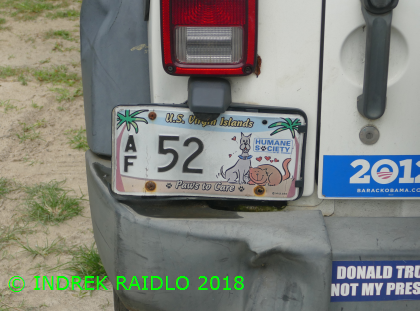 U.S. Virgin Islands
AF 52
HUMANE
SOCIETY
Paws to Care
2012
BARACKOBAMA.COM
DONALD TRU
NOT MY PRES
© INDREK RAIDLO 2018